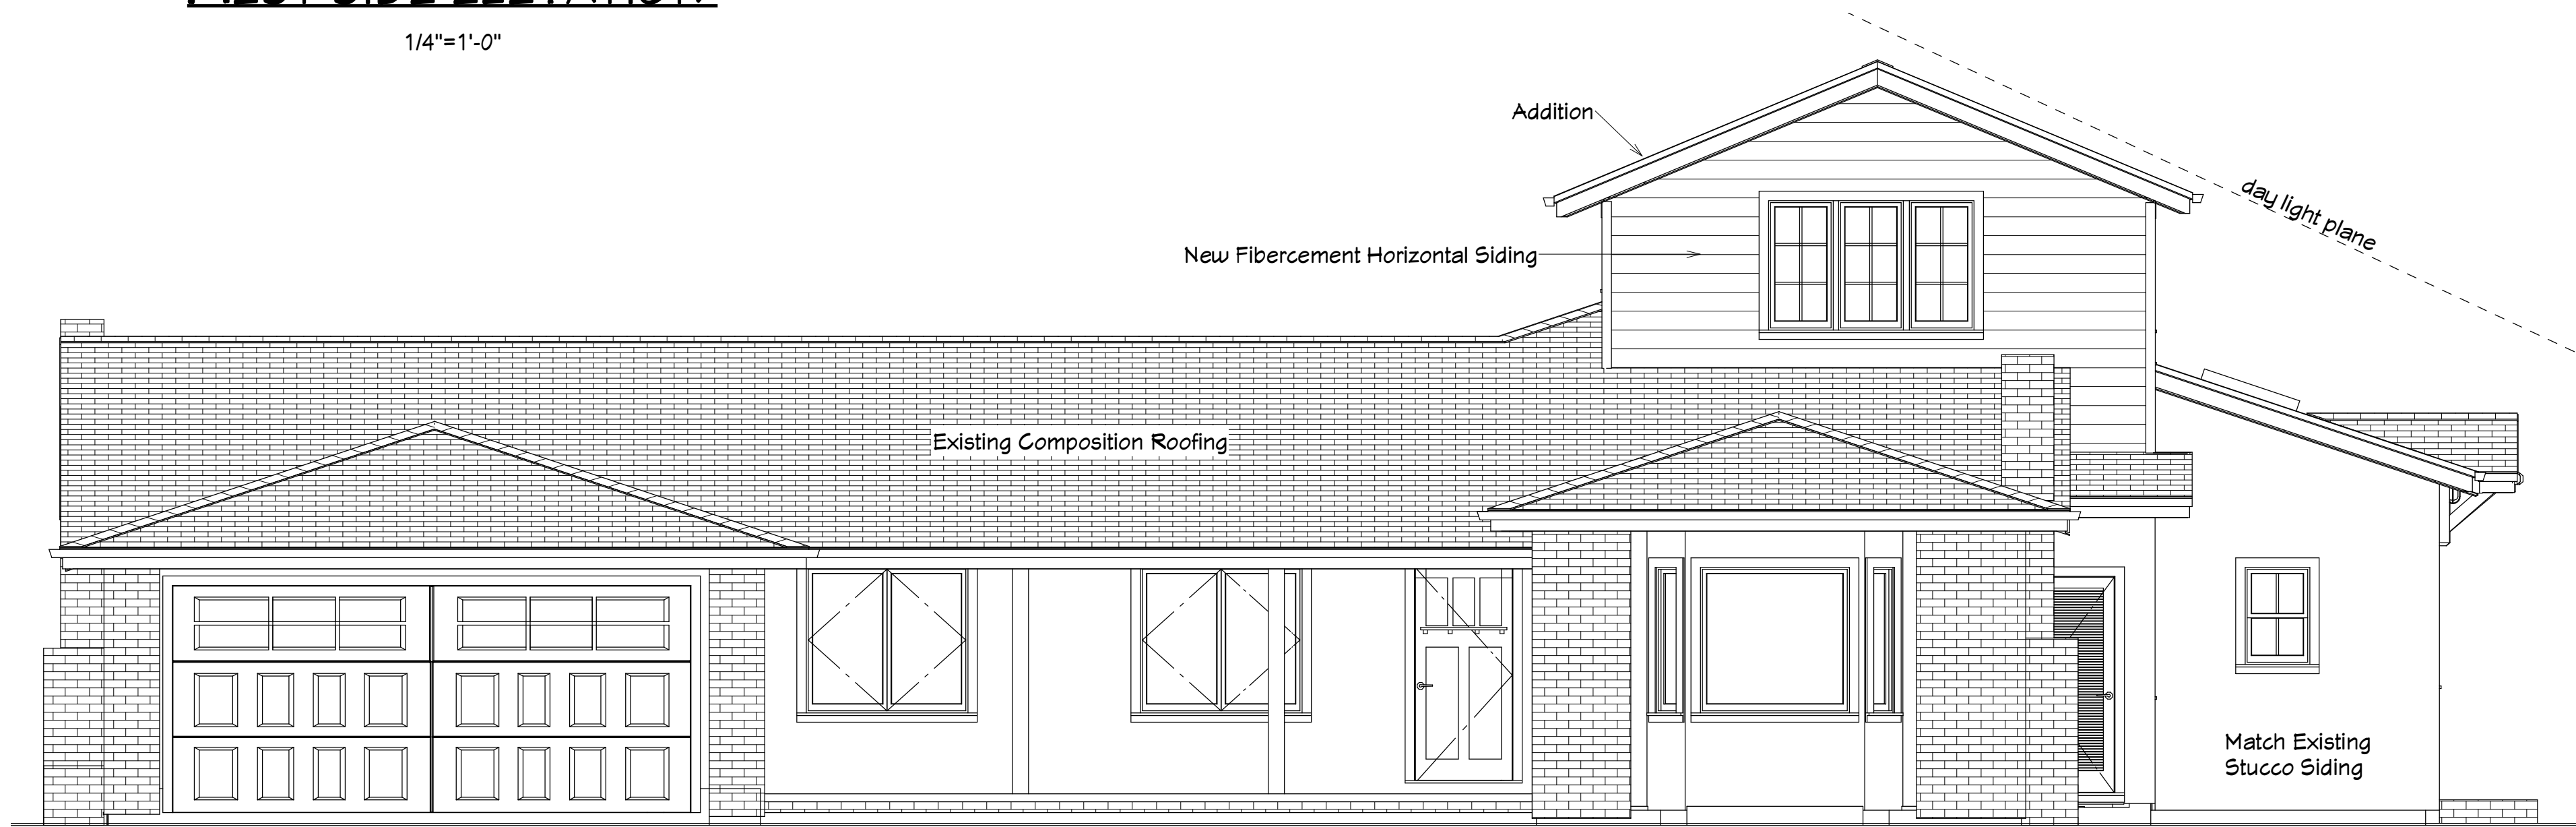 1/4"=1'-0"
Addition
day light plane
New Fibercement Horizontal Siding
Existing Composition Roofing
Match Existing
Stucco Siding